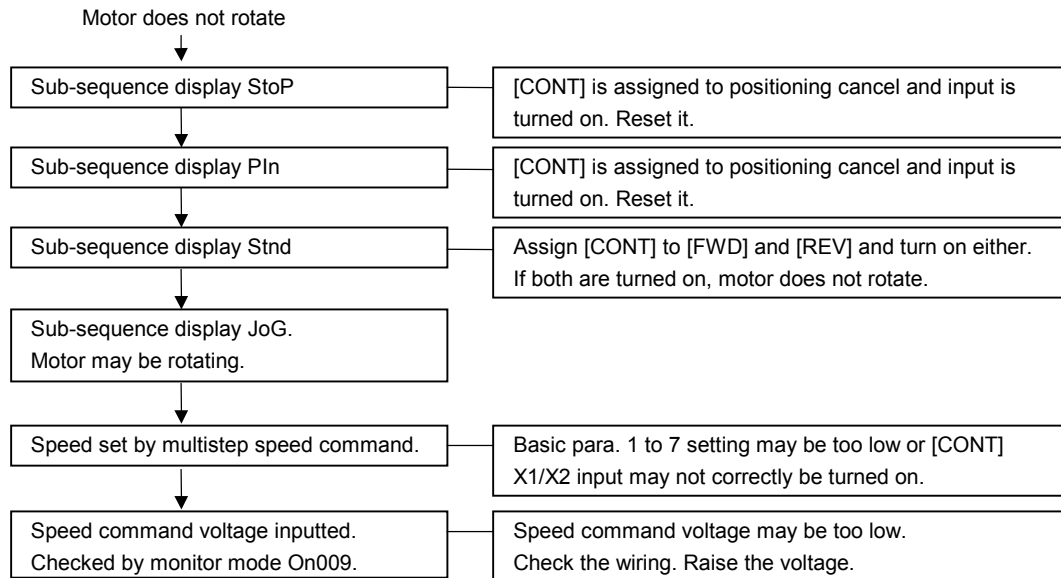 Motor does not rotate
Sub-sequence display StoP
[CONT] is assigned to positioning cancel and input is
turned on. Reset it.
Sub-sequence display PIn
[CONT] is assigned to positioning cancel and input is
turned on. Reset it.
Sub-sequence display Stnd
Assign [CONT] to [FWD] and [REV] and turn on either.
If both are turned on, motor does not rotate.
Sub-sequence display JoG.
Motor may be rotating.
Speed set by multistep speed command.
Basic para. 1 to 7 setting may be too low or [CONT]
X1/X2 input may not correctly be turned on.
Speed command voltage inputted.
Checked by monitor mode On009.
Speed command voltage may be too low.
Check the wiring. Raise the voltage.